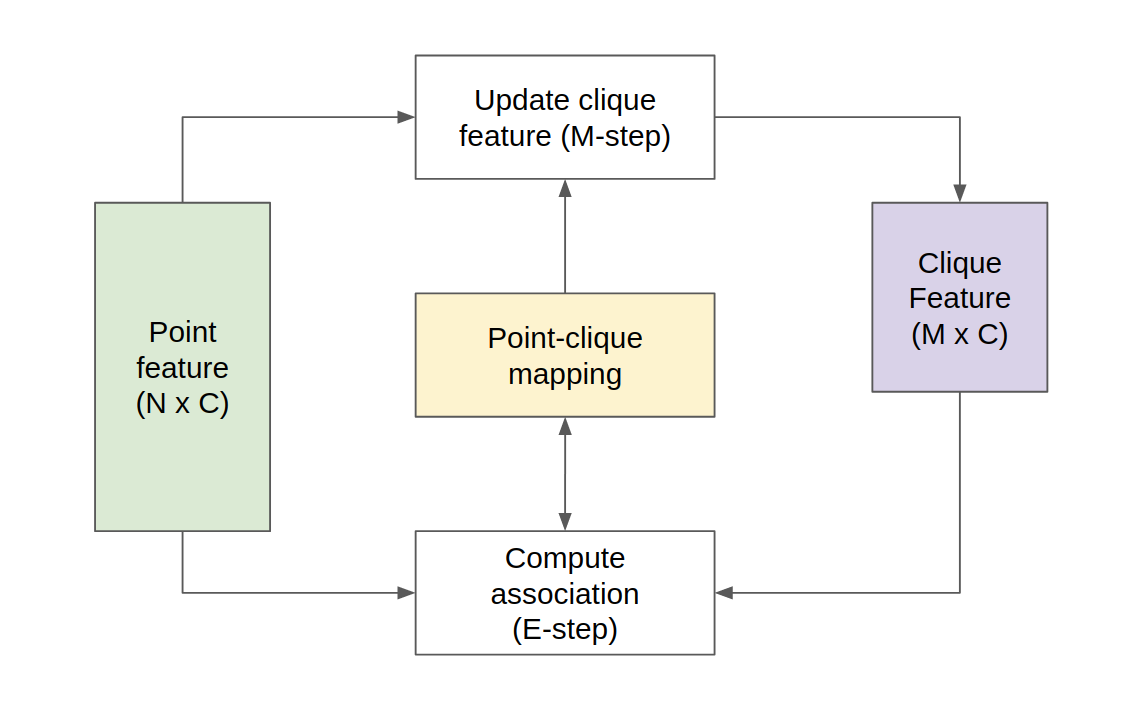 Update clique
feature (M-step)
Point
feature
(N x C)
Point-clique
mapping
Clique
Feature
(M x C)
Compute
association
(E-step)